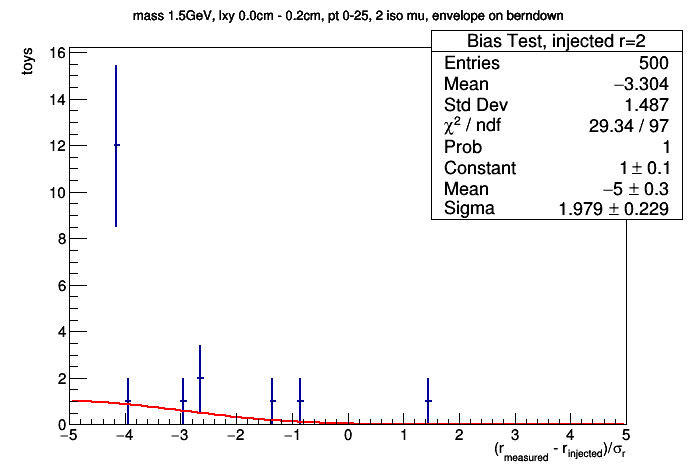 mass 1.5GeV, lxy 0.0cm - 0.2cm, pt 0-25, 2 iso mu, envelope on berndown
Bias Test, injected r=2
Entries 500
Mean −3.304
Std Dev 1.487
χ² / ndf 29.34 / 97
Prob 1
Constant 1 ± 0.1
Mean −5 ± 0.3
Sigma 1.979 ± 0.229
toys
16
14
12
10
8
6
4
2
0
−5 −4 −3 −2 −1 0 1 2 3 4 5
(r_measured - r_injected)/σ_r